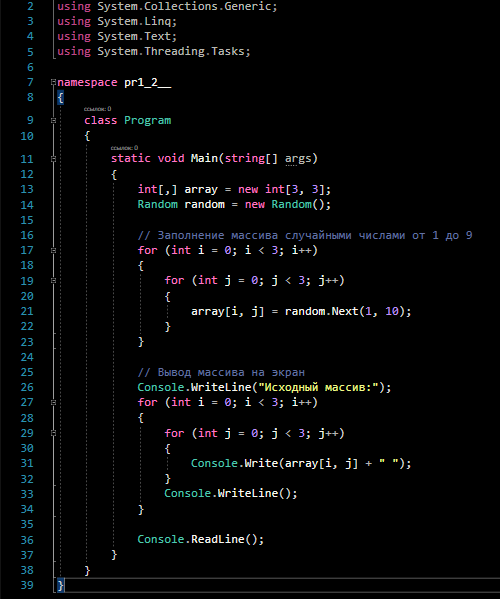 2 using System.Collections.Generic;
3 using System.Linq;
4 using System.Text;
5 using System.Threading.Tasks;
6
7 namespace pr1_2__
8 {
ссылок: 0
9 class Program
10 {
ссылок: 0
11 static void Main(string[] args)
12 {
13 int[,] array = new int[3, 3];
14 Random random = new Random();
15
16 // Заполнение массива случайными числами от 1 до 9
17 for (int i = 0; i < 3; i++)
18 {
19 for (int j = 0; j < 3; j++)
20 {
21 array[i, j] = random.Next(1, 10);
22 }
23 }
24
25 // Вывод массива на экран
26 Console.WriteLine("Исходный массив:");
27 for (int i = 0; i < 3; i++)
28 {
29 for (int j = 0; j < 3; j++)
30 {
31 Console.Write(array[i, j] + " ");
32 }
33 Console.WriteLine();
34 }
35
36 Console.ReadLine();
37 }
38 }
39 }